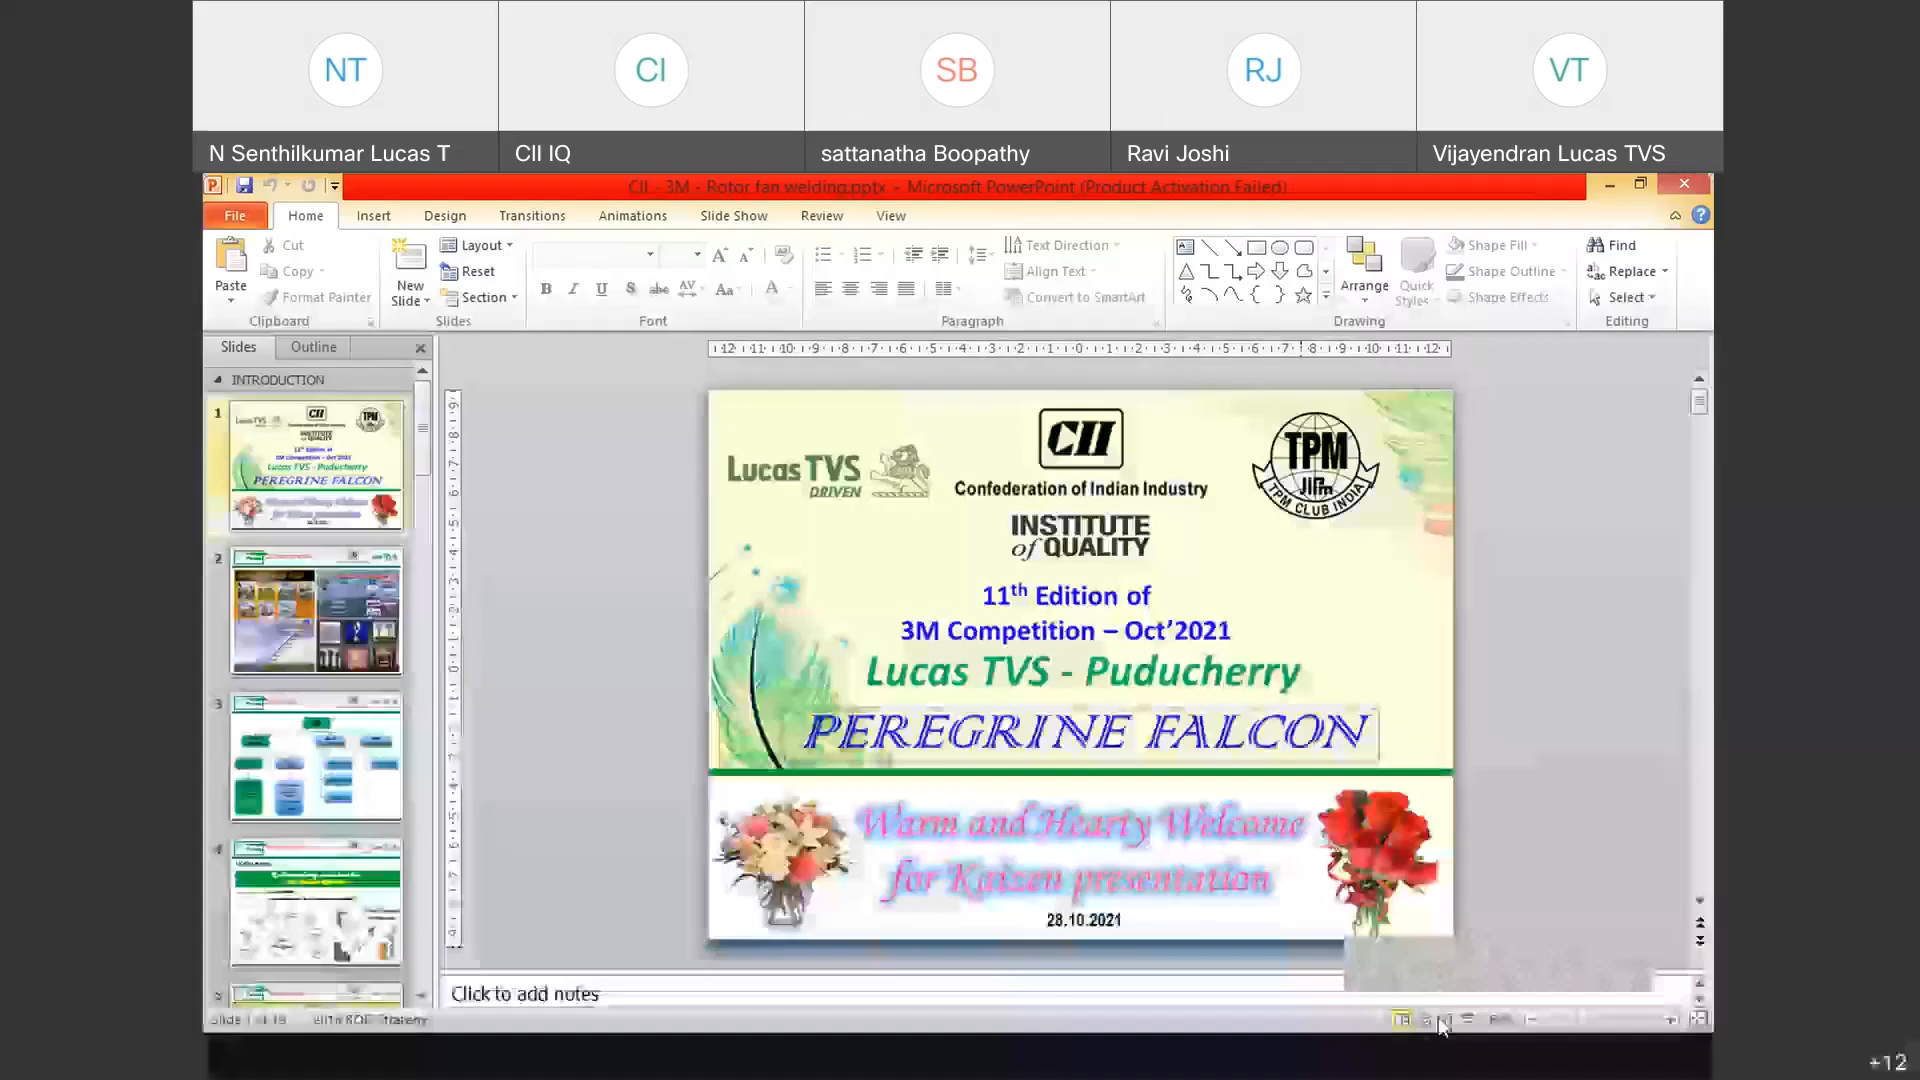 NT
CI
SB
RJ
VT
N Senthilkumar Lucas T
CII IQ
sattanatha Boopathy
Ravi Joshi
Vijayendran Lucas TVS
CII - 3M - Rotor fan welding.pptx - Microsoft PowerPoint (Product Activation Failed)
File Home Insert Design Transitions Animations Slide Show Review View
Paste
Cut
Copy
Format Painter
Clipboard
New Slide
Layout
Reset
Section
Slides
Font
Text Direction
Align Text
Convert to SmartArt
Paragraph
Arrange
Quick Styles
Shape Fill
Shape Outline
Shape Effects
Drawing
Find
Replace
Select
Editing
Slides Outline
INTRODUCTION
1
2
3
4
Lucas TVS
DRIVEN
CII
Confederation of Indian Industry
INSTITUTE
of QUALITY
TPM
JIPM
TPM CLUB INDIA
11th Edition of
3M Competition – Oct'2021
Lucas TVS - Puducherry
PEREGRINE FALCON
Warm and Hearty Welcome
for Kaizen presentation
28.10.2021
Click to add notes
+12